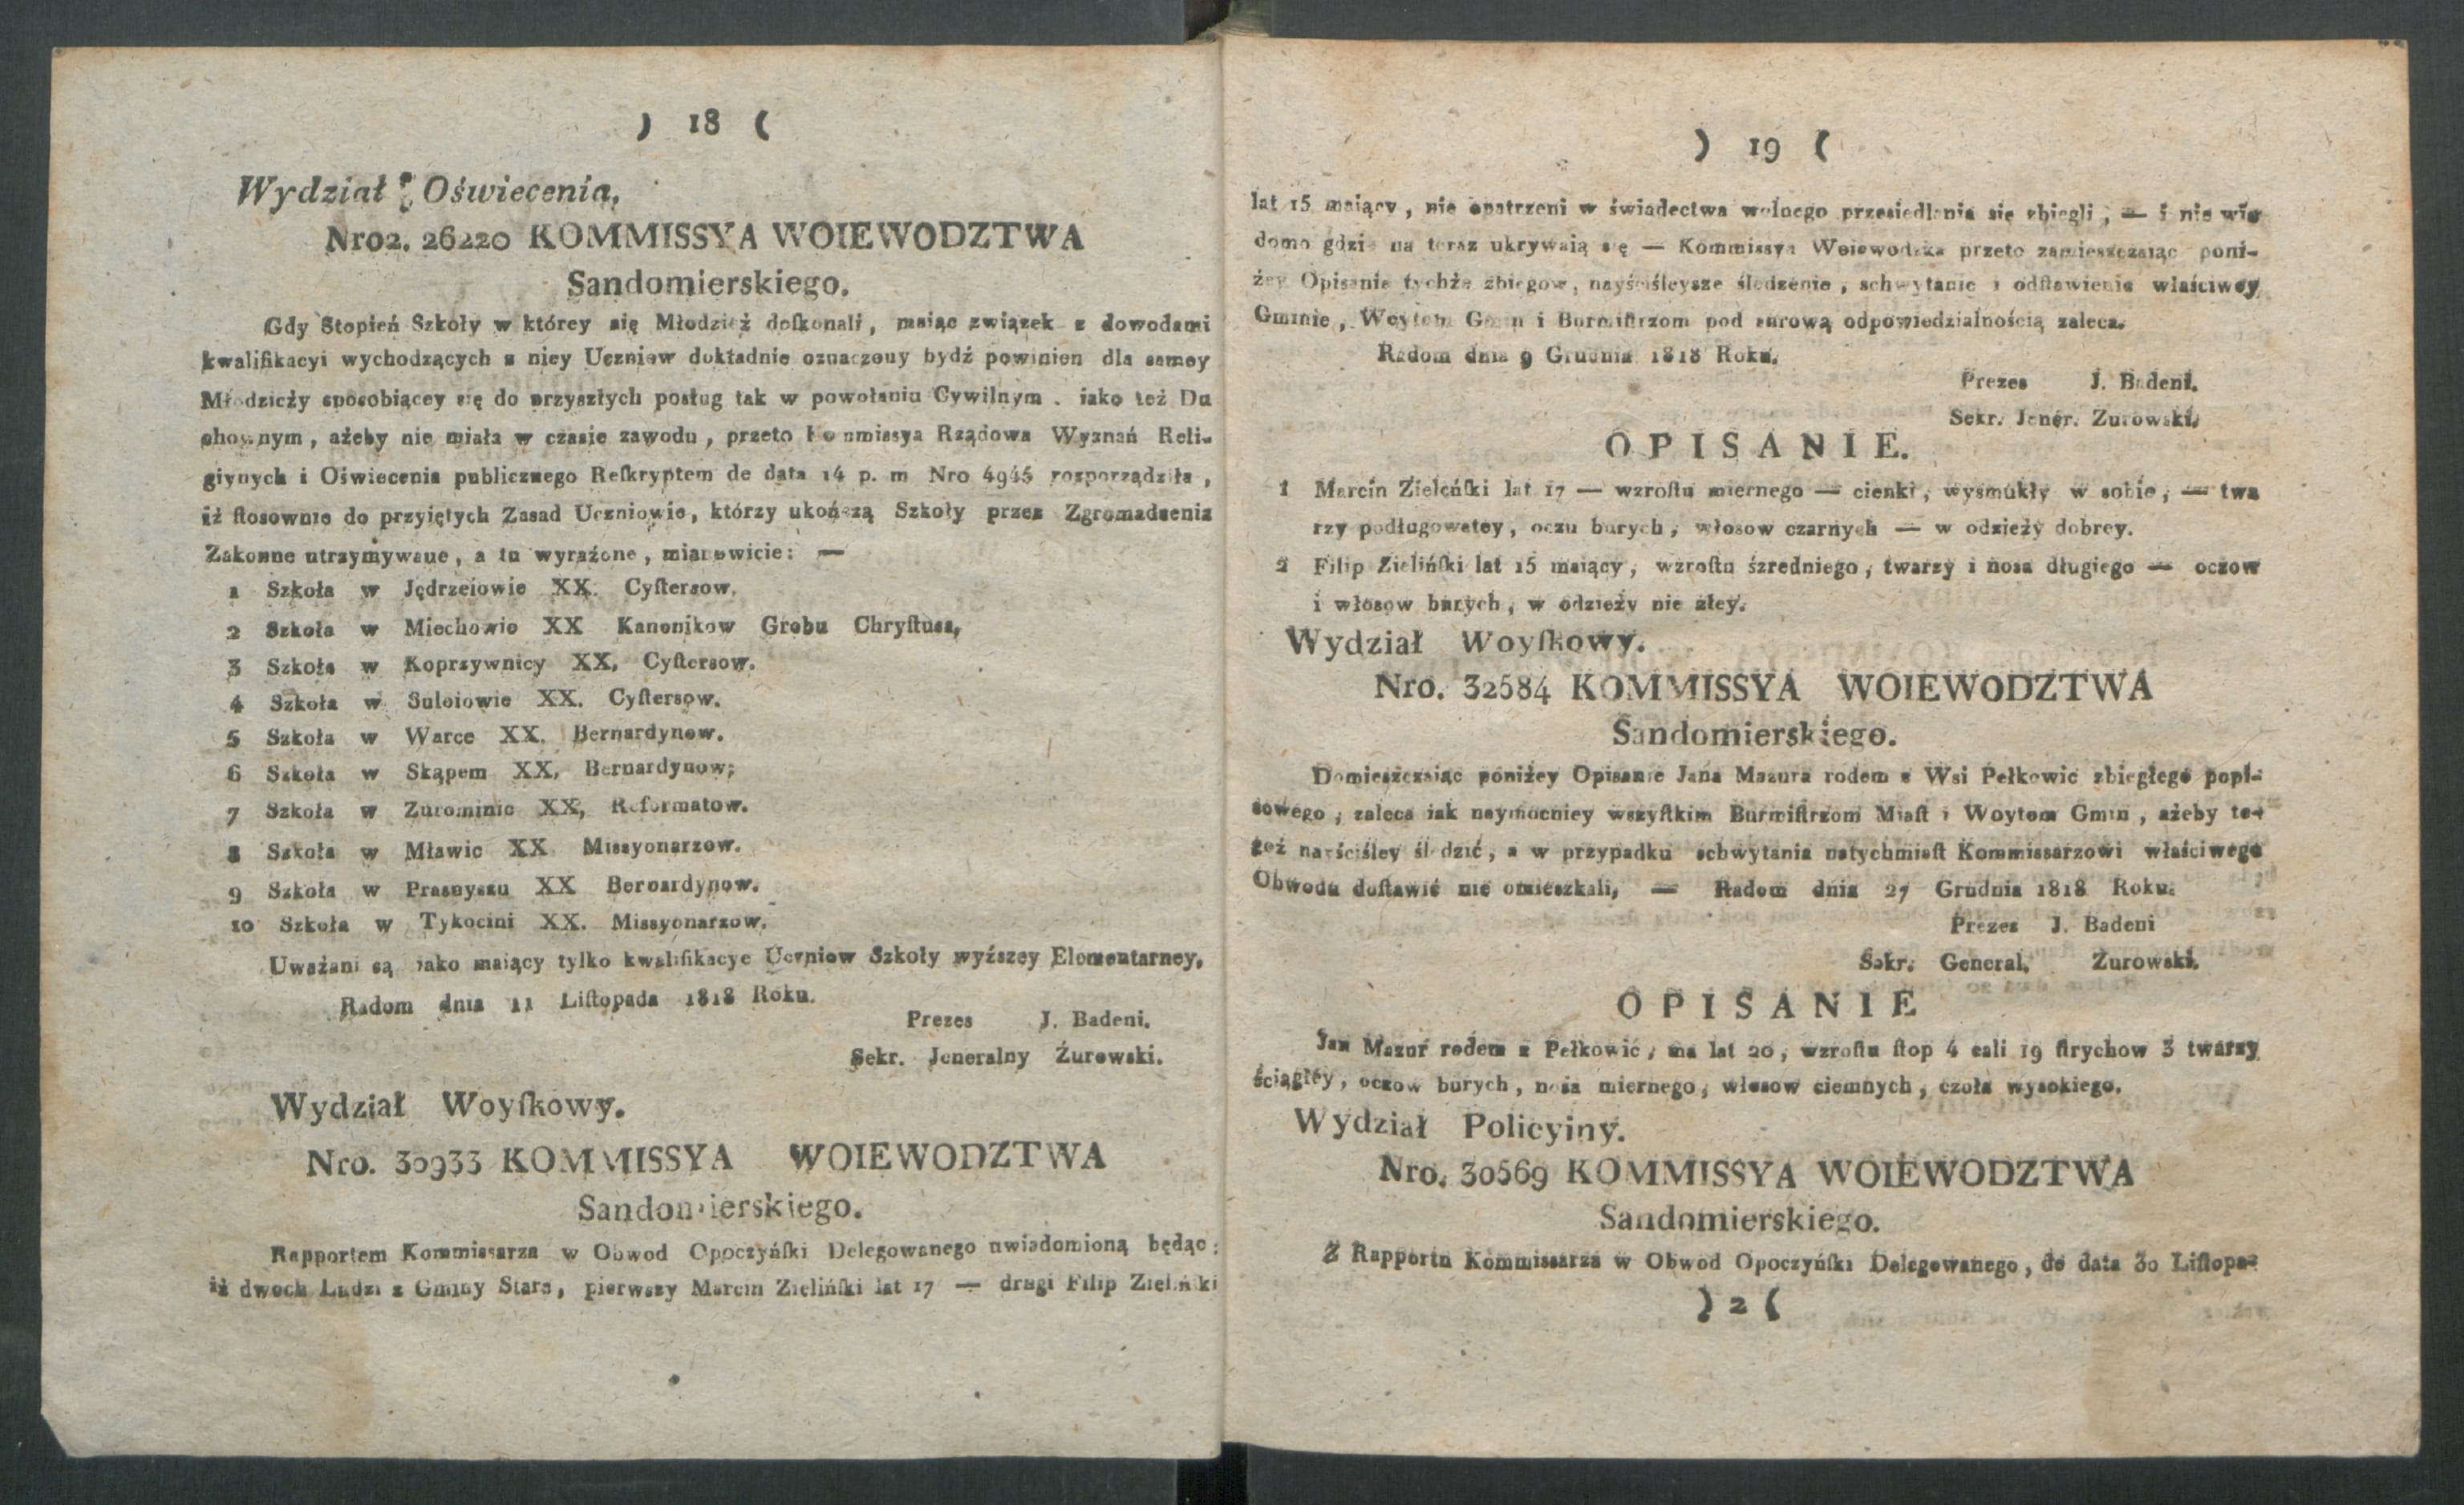 ) 18 (
Wydział Oświecenia,
Nro2. 26220 KOMMISSYA WOIEWODZTWA
Sandomierskiego.
Gdy Stopień Szkoły w którey się Młodzież doſkonali, maiąc związek z dowodami
kwalifikacyi wychodzących z niey Uczniow dokładnie oznaczony bydź powinien dla samey
Młodzieży sposobiącey się do przyszłych posług tak w powołaniu Cywilnym . iako też Du
chownym, ażeby nie miała w czasie zawodu, przeto Kommissya Rządowa Wyznań Reli-
giynych i Oświecenia publicznego Reſkryptem de data 14 p. m Nro 4945 rozporządziła,
iż ſtosownie do przyiętych Zasad Uczniowie, którzy ukończą Szkoły przez Zgromadzenia
Zakonne utrzymywane, a tu wyrażone, mianowicie: —
1 Szkoła w Jędrzeiowie XX. Cyſtersow.
2 Szkoła w Miechowie XX Kanonikow Grobu Chryſtusa,
3 Szkoła w Koprzywnicy XX, Cyſtersow.
4 Szkoła w Suleiowie XX. Cyſtersow.
5 Szkoła w Warce XX. Bernardynow.
6 Szkoła w Skąpem XX, Bernardynow;
7 Szkoła w Zurominie XX, Reformatow.
8 Szkoła w Mławie XX Missyonarzow.
9 Szkoła w Prasnyszu XX Bernardynow.
10 Szkoła w Tykocini XX. Missyonarzow.
Uważani są iako maiący tylko kwalifikacye Uczniow Szkoły wyższey Elementarney,
Radom dnia 11 Liſtopada 1818 Roku.
Prezes J. Badeni.
Sekr. Jeneralny Żurowski.
Wydział Woyſkowy.
Nro. 30933 KOMMISSYA WOIEWODZTWA
Sandomierskiego.
Rapportem Kommissarza w Obwod Opoczyńſki Delegowanego uwiadomioną będąc;
iż dwoch Ludzi z Gminy Stara, pierwszy Marcin Zielińſki lat 17 — drugi Filip Zielińſki
) 19 (
lat 15 maiący, nie opatrzeni w świadectwa wolnego przesiedlenia się zbiegli, — i nie wia
domo gdzie na teraz ukrywaią się — Kommissya Woiewodzka przeto zamieszczaiąc poni-
żey Opisanie tychże zbiegow, nayściśleysze śledzenie, schwytanie i odſtawienie właściwey
Gminie, Woytom Gmin i Burmiſtrzom pod surową odpowiedzialnością zaleca.
Radom dnia 9 Grudnia 1818 Roku.
Prezes J. Badeni.
Sekr. Jenér. Zurowski,
OPISANIE.
1 Marcin Zieleńſki lat 17 — wzroſtu miernego — cienki, wysmukły w sobie, — twa
rzy podługowatey, oczu burych, włosow czarnych — w odzieży dobrey.
2 Filip Zielińſki lat 15 maiący, wzroſtu śzredniego, twarzy i nosa długiego — oczow
i włosow burych, w odzieży nie złey.
Wydział Woyſkowy.
Nro. 32584 KOMMISSYA WOIEWODZTWA
Sandomierskiego.
Domieszczaiąc poniżey Opisanie Jana Mazura rodem z Wsi Pełkowic zbiegłego popi-
sowego, zaleca iak naymocniey wszyſtkim Burmiſtrzom Miaſt i Woytom Gmin, ażeby te-
goż nayściśley śledzić, a w przypadku schwytania natychmiaſt Kommissarzowi właściwego
Obwodu doſtawić nie omieszkali, — Radom dnia 27 Grudnia 1818 Roku.
Prezes J. Badeni
Sekr. General, Żurowski.
OPISANIE
Jan Mazur rodem z Pełkowic, ma lat 20, wzroſtu ſtop 4 cali 19 ſtrychow 3 twarzy
ściągłéy, oczow burych, nosa miernego, włosow ciemnych, czoła wysokiego.
Wydział Policyiny.
Nro. 30569 KOMMISSYA WOIEWODZTWA
Sandomierskiego.
Z Rapportu Kommissarza w Obwod Opoczyńſki Delegowanego, de data 30 Liſtopa-
) 2 (